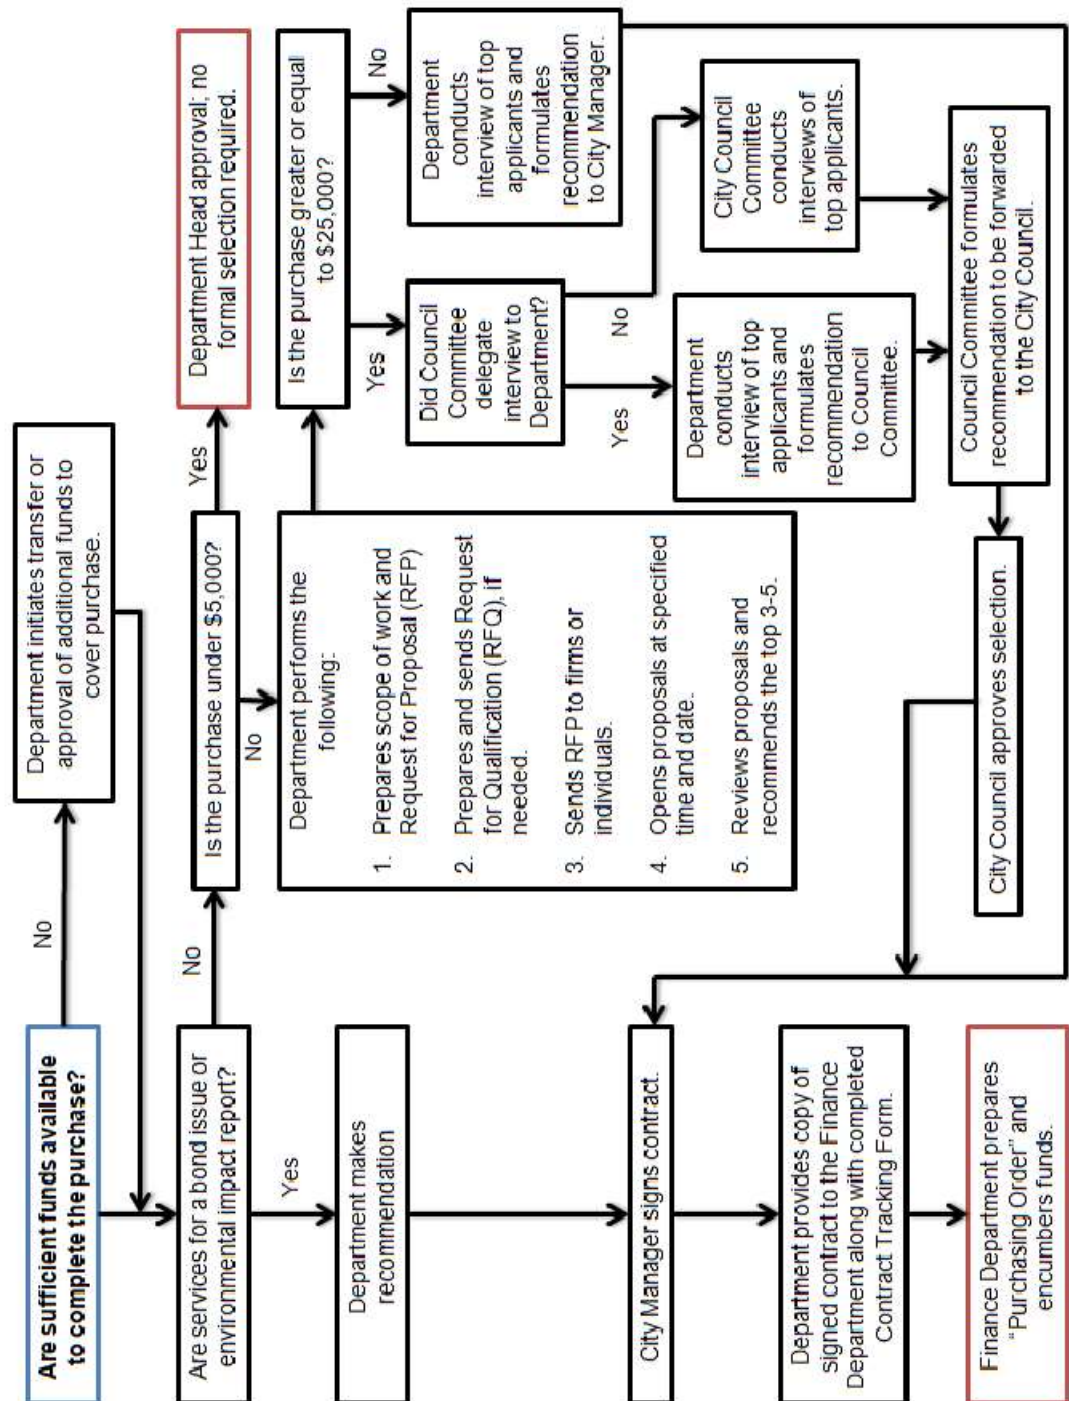 Are sufficient funds available
to complete the purchase?
No
Department initiates transfer or
approval of additional funds to
cover purchase.
Are services for a bond issue or
environmental impact report?
No
Is the purchase under $5,000?
Yes
Department Head approval; no
formal selection required.
Yes
No
Department makes
recommendation
Department performs the
following:
1. Prepares scope of work and
Request for Proposal (RFP)
2. Prepares and sends Request
for Qualification (RFQ), if
needed.
3. Sends RFP to firms or
individuals.
4. Opens proposals at specified
time and date.
5. Reviews proposals and
recommends the top 3-5.
Is the purchase greater or equal
to $25,000?
Yes
No
Did Council
Committee
delegate
interview to
Department?
Department
conducts
interview of top
applicants and
formulates
recommendation
to City Manager.
Yes
No
Department
conducts
interview of top
applicants and
formulates
recommendation
to Council
Committee.
City Council
Committee
conducts
interviews of
top applicants.
Council Committee formulates
recommendation to be forwarded
to the City Council.
City Council approves selection.
City Manager signs contract.
Department provides copy of
signed contract to the Finance
Department along with completed
Contract Tracking Form.
Finance Department prepares
“Purchasing Order” and
encumbers funds.